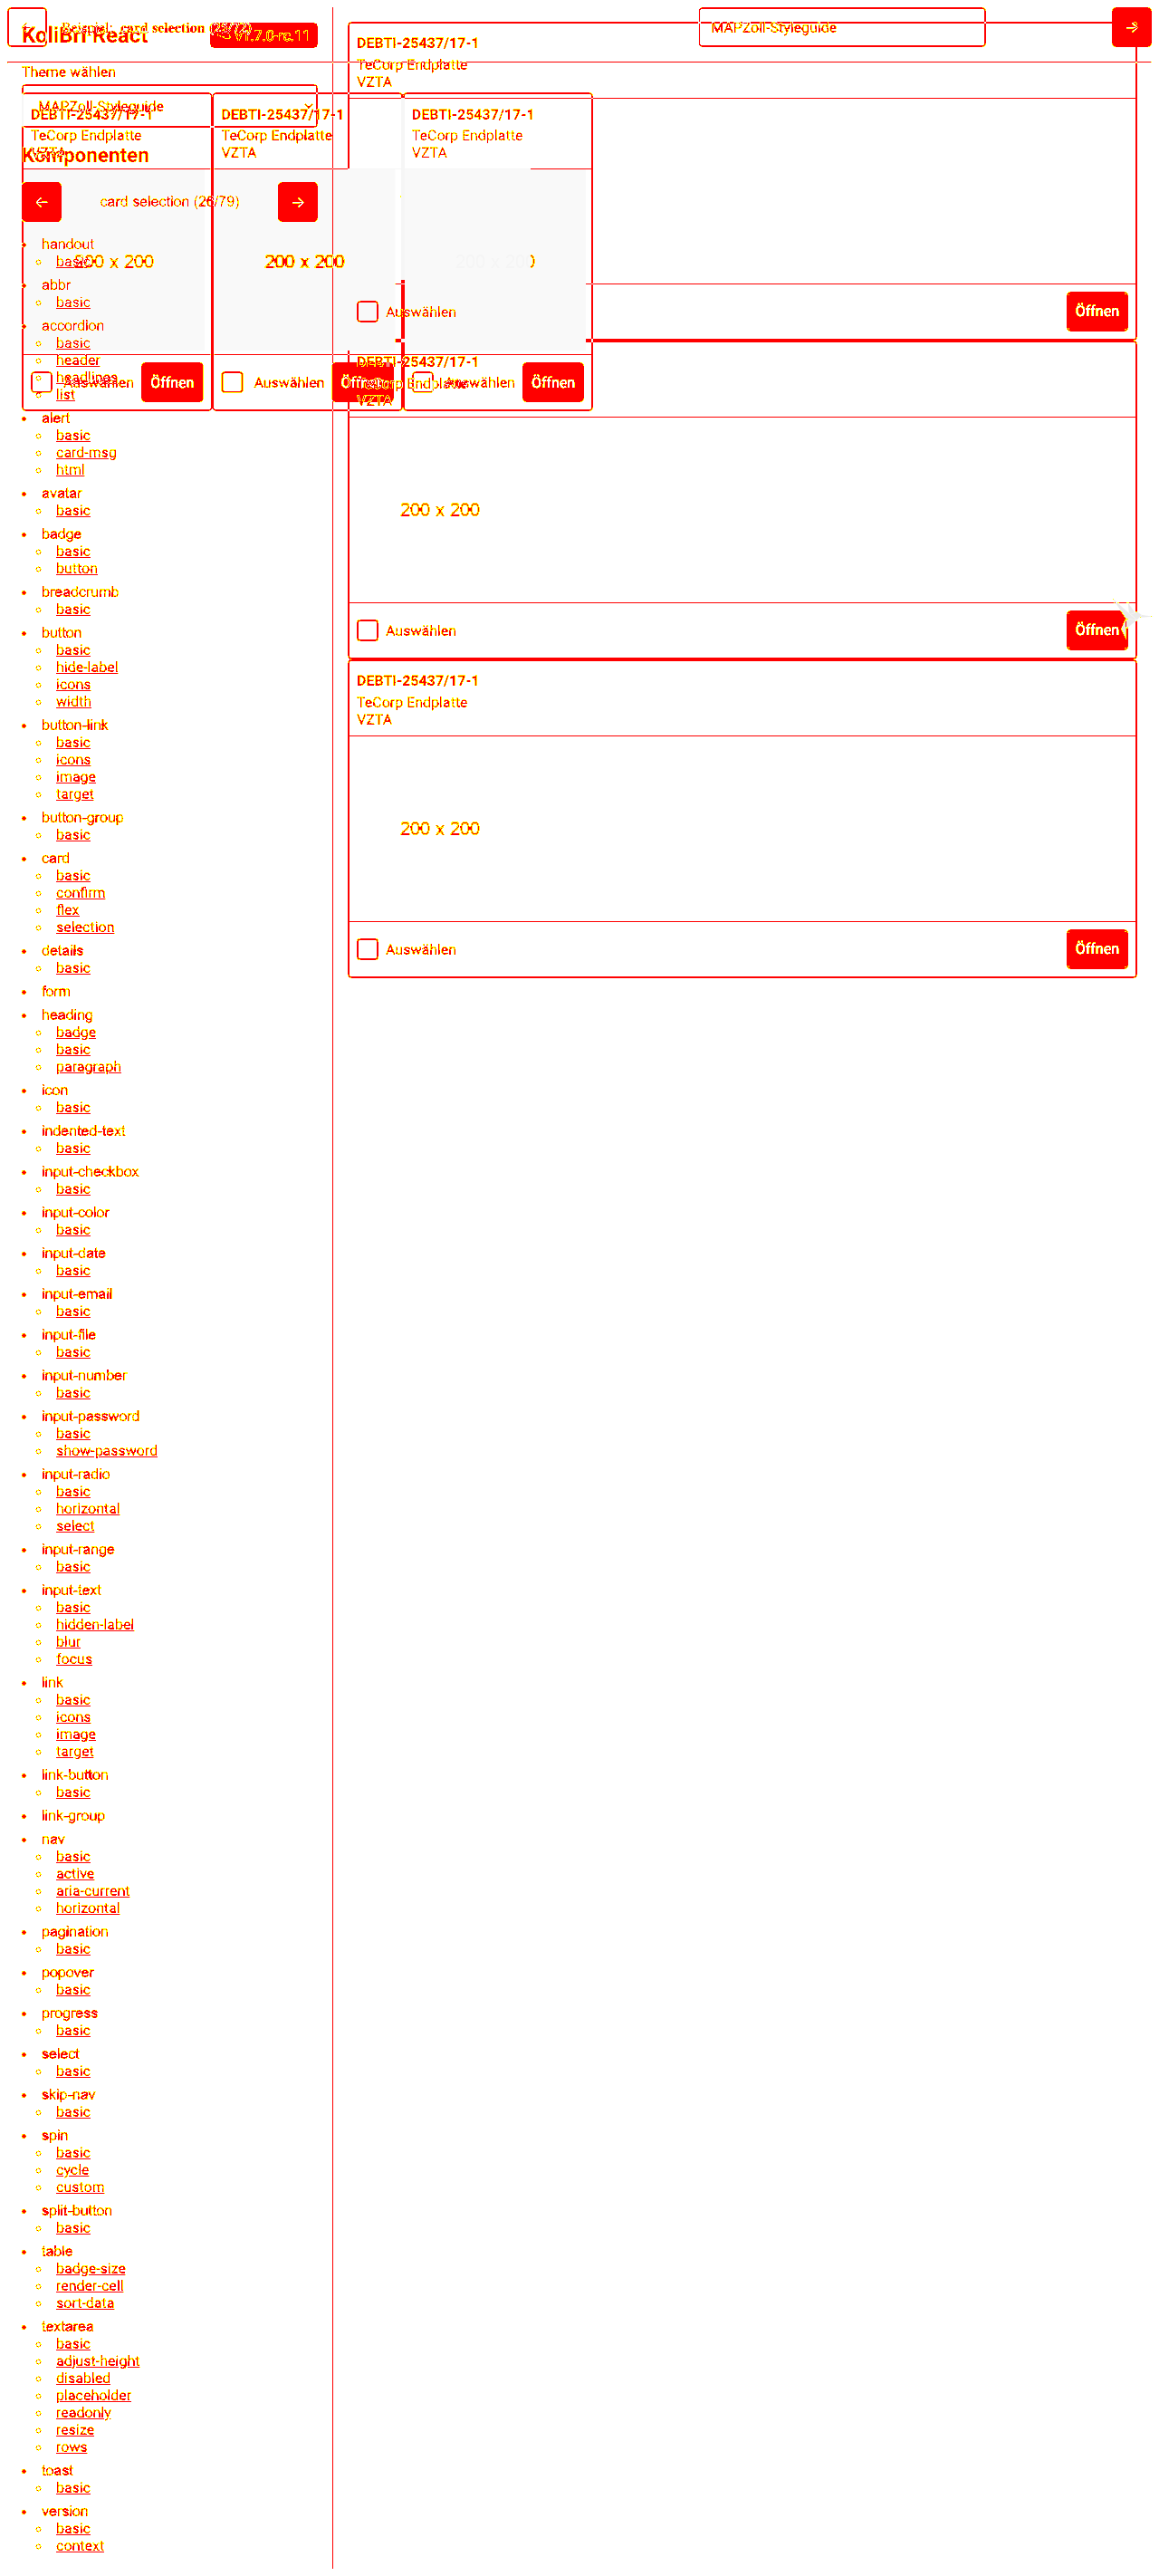 Beispiel: card selection (26/79)
KoliBri React
v1.7.0-rc.11
MAPZoll-Styleguide
Theme wählen
MAPZoll-Styleguide
DEBTI-25437/17-1
TeCorp Endplatte
VZTA
DEBTI-25437/17-1
TeCorp Endplatte
VZTA
DEBTI-25437/17-1
TeCorp Endplatte
VZTA
DEBTI-25437/17-1
TeCorp Endplatte
VZTA
Komponenten
card selection (26/79)
200 x 200
200 x 200
200 x 200
Auswählen
Öffnen
Auswählen
Öffnen
Auswählen
Öffnen
Auswählen
Öffnen
DEBTI-25437/17-1
TeCorp Endplatte
VZTA
200 x 200
Auswählen
Öffnen
DEBTI-25437/17-1
TeCorp Endplatte
VZTA
200 x 200
Auswählen
Öffnen
handout
basic
abbr
basic
accordion
basic
header
headlines
list
alert
basic
card-msg
html
avatar
basic
badge
basic
button
breadcrumb
basic
button
basic
hide-label
icons
width
button-link
basic
icons
image
target
button-group
basic
card
basic
confirm
flex
selection
details
basic
form
heading
badge
basic
paragraph
icon
basic
indented-text
basic
input-checkbox
basic
input-color
basic
input-date
basic
input-email
basic
input-file
basic
input-number
basic
input-password
basic
show-password
input-radio
basic
horizontal
select
input-range
basic
input-text
basic
hidden-label
blur
focus
link
basic
icons
image
target
link-button
basic
link-group
nav
basic
active
aria-current
horizontal
pagination
basic
popover
basic
progress
basic
select
basic
skip-nav
basic
spin
basic
cycle
custom
split-button
basic
table
badge-size
render-cell
sort-data
textarea
basic
adjust-height
disabled
placeholder
readonly
resize
rows
toast
basic
version
basic
context